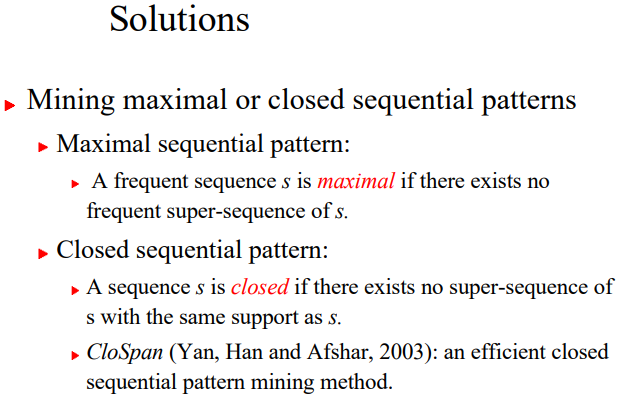 Solutions
Mining maximal or closed sequential patterns
Maximal sequential pattern:
A frequent sequence s is maximal if there exists no
frequent super-sequence of s.
Closed sequential pattern:
A sequence s is closed if there exists no super-sequence of
s with the same support as s.
CloSpan (Yan, Han and Afshar, 2003): an efficient closed
sequential pattern mining method.